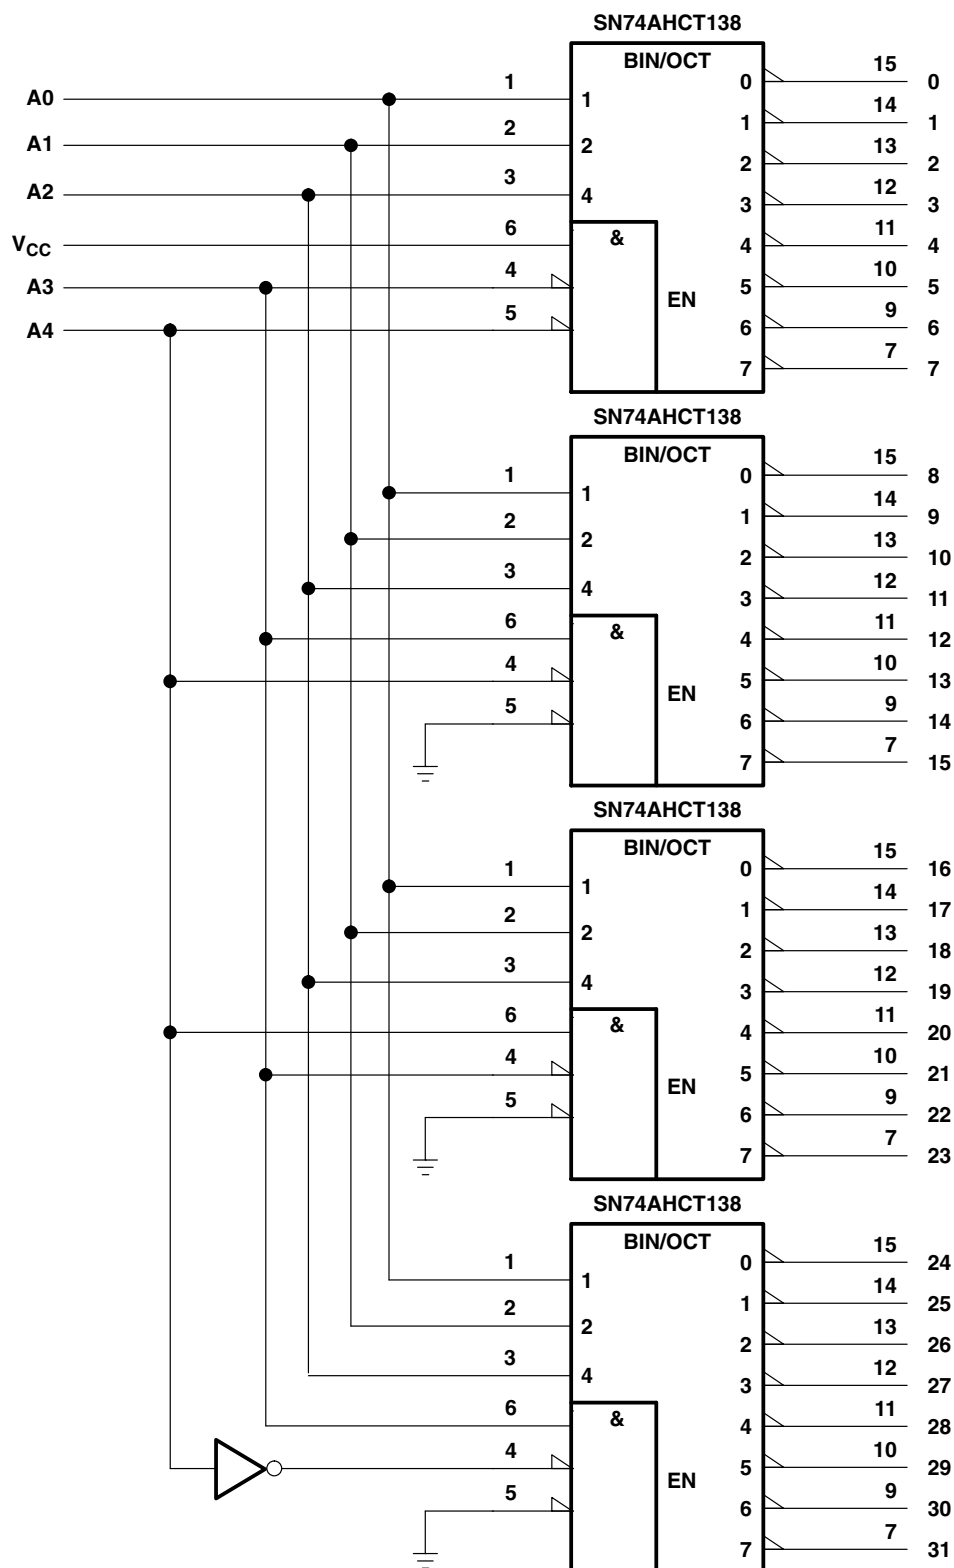 SN74AHCT138
BIN/OCT
A0 1 1 0 15 0
A1 2 2 1 14 1
A2 3 4 2 13 2
VCC 6 & 3 12 3
A3 4 EN 4 11 4
A4 5 5 10 5
6 9 6
7 7 7
SN74AHCT138
BIN/OCT
1 1 0 15 8
2 2 1 14 9
3 4 2 13 10
6 & 3 12 11
4 EN 4 11 12
5 5 10 13
6 9 14
7 7 15
SN74AHCT138
BIN/OCT
1 1 0 15 16
2 2 1 14 17
3 4 2 13 18
6 & 3 12 19
4 EN 4 11 20
5 5 10 21
6 9 22
7 7 23
SN74AHCT138
BIN/OCT
1 1 0 15 24
2 2 1 14 25
3 4 2 13 26
6 & 3 12 27
4 EN 4 11 28
5 5 10 29
6 9 30
7 7 31